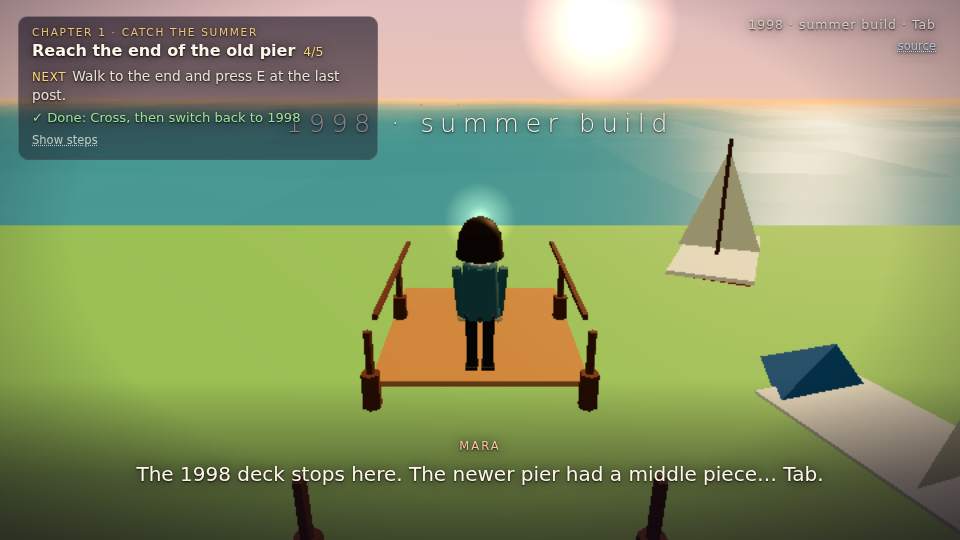 CHAPTER 1 · CATCH THE SUMMER
Reach the end of the old pier 4/5
NEXT Walk to the end and press E at the last
post.
✓ Done: Cross, then switch back to 1998
Show steps
1998 · summer build · Tab
source
1998 · summer build
MARA
The 1998 deck stops here. The newer pier had a middle piece... Tab.